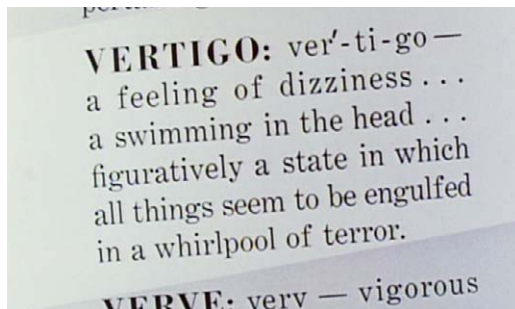 VERTIGO: ver′-ti-go —
a feeling of dizziness . . .
a swimming in the head . . .
figuratively a state in which
all things seem to be engulfed
in a whirlpool of terror.
VERVE: verv — vigorous